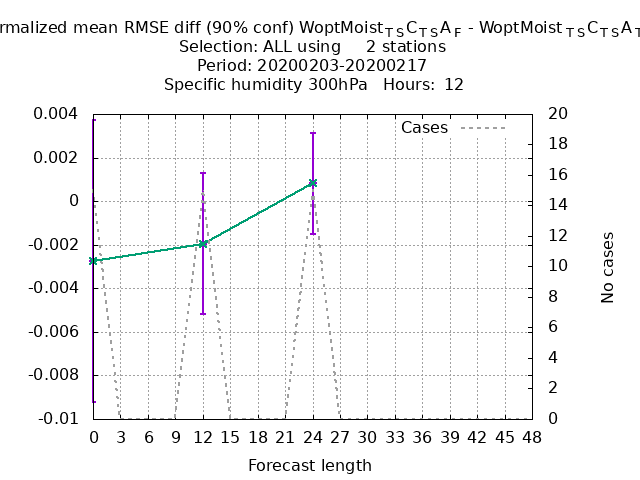 rmalized mean RMSE diff (90% conf) WoptMoistTSCTSAF - WoptMoistTSCTSAT
Selection: ALL using 2 stations
Period: 20200203-20200217
Specific humidity 300hPa Hours: 12
Cases
0.004
0.002
0
-0.002
-0.004
-0.006
-0.008
-0.01
20
18
16
14
12
10
8
6
4
2
0
No cases
0 3 6 9 12 15 18 21 24 27 30 33 36 39 42 45 48
Forecast length